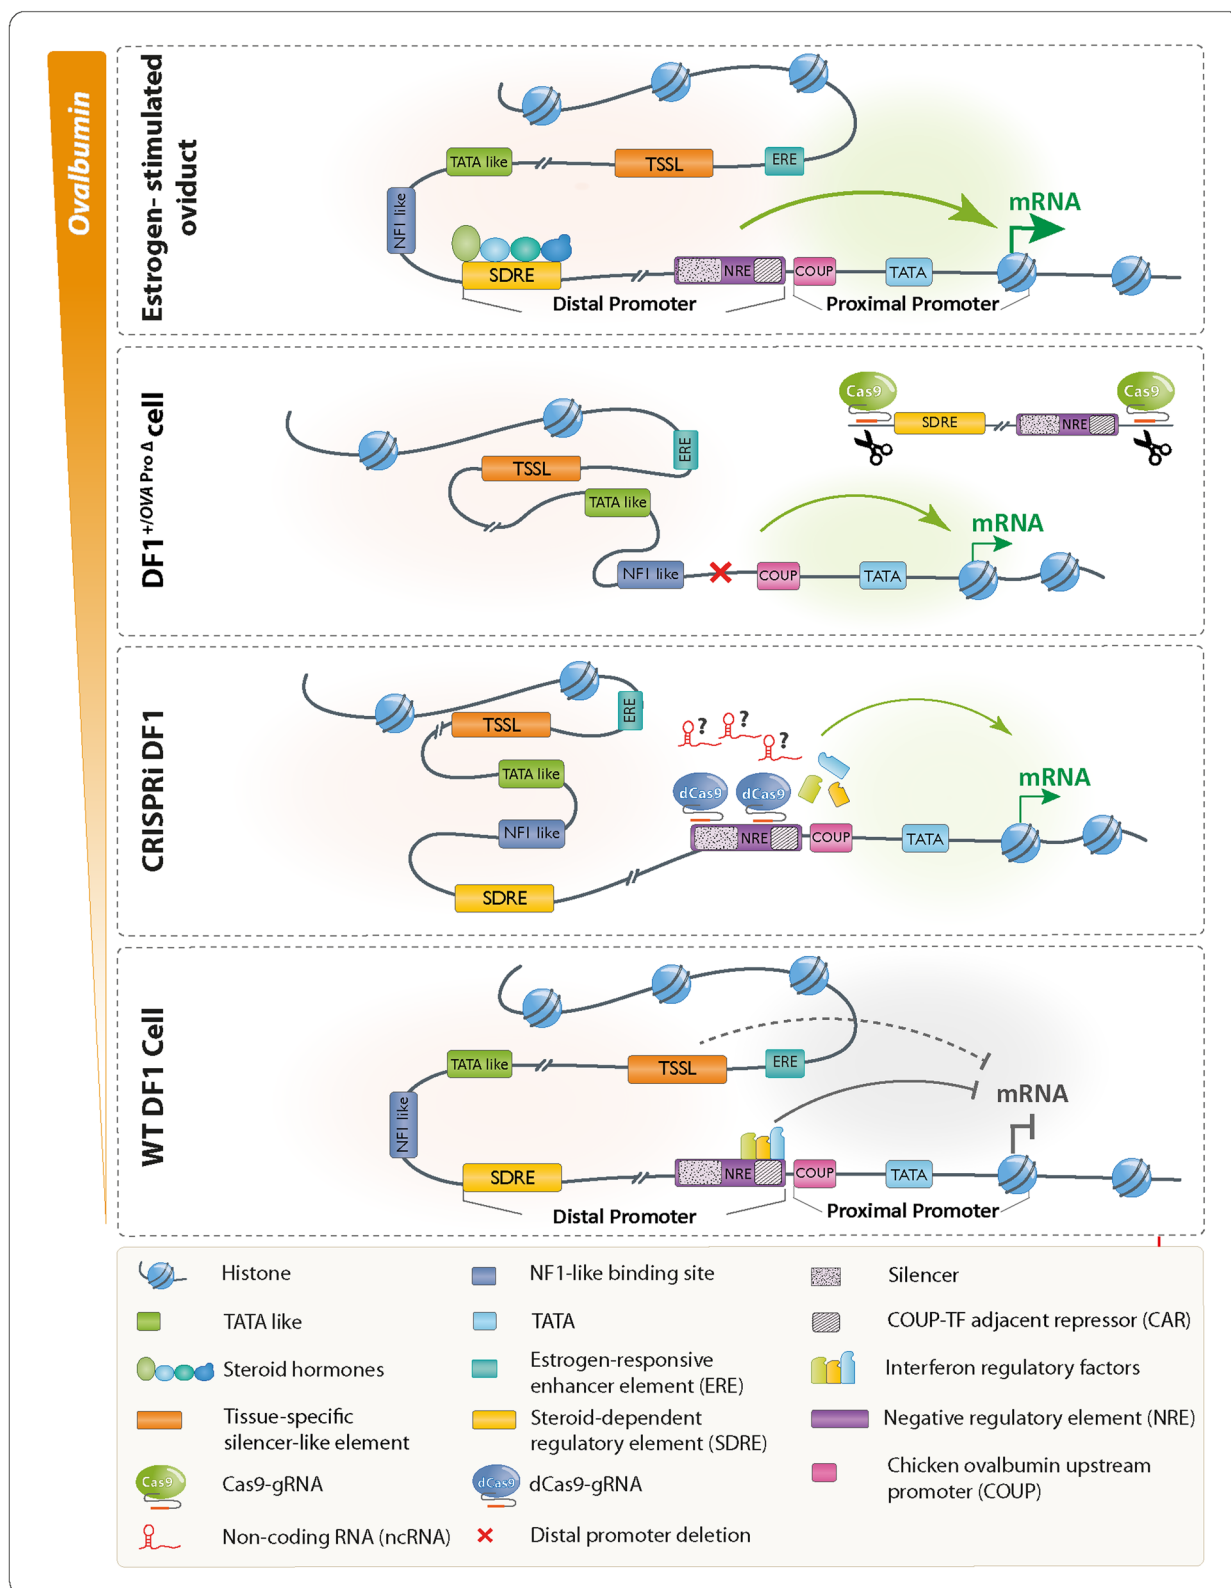 Ovalbumin
Estrogen- stimulated
oviduct
TATA like
TSSL
ERE
NFI like
SDRE
NRE
COUP
TATA
mRNA
Distal Promoter
Proximal Promoter
DF1+/OVA Pro Δ cell
Cas9
Cas9
SDRE
NRE
ERE
TSSL
TATA like
mRNA
NFI like
COUP
TATA
CRISPRi DF1
ERE
TSSL
?
?
?
TATA like
dCas9
dCas9
mRNA
NFI like
NRE
COUP
TATA
SDRE
WT DF1 Cell
TATA like
TSSL
ERE
mRNA
NFI like
SDRE
NRE
COUP
TATA
Distal Promoter
Proximal Promoter
Histone
NF1-like binding site
Silencer
TATA like
TATA
COUP-TF adjacent repressor (CAR)
Steroid hormones
Estrogen-responsive
enhancer element (ERE)
Interferon regulatory factors
Tissue-specific
silencer-like element
Steroid-dependent
regulatory element (SDRE)
Negative regulatory element (NRE)
Cas9
Cas9-gRNA
dCas9
dCas9-gRNA
Chicken ovalbumin upstream
promoter (COUP)
Non-coding RNA (ncRNA)
Distal promoter deletion